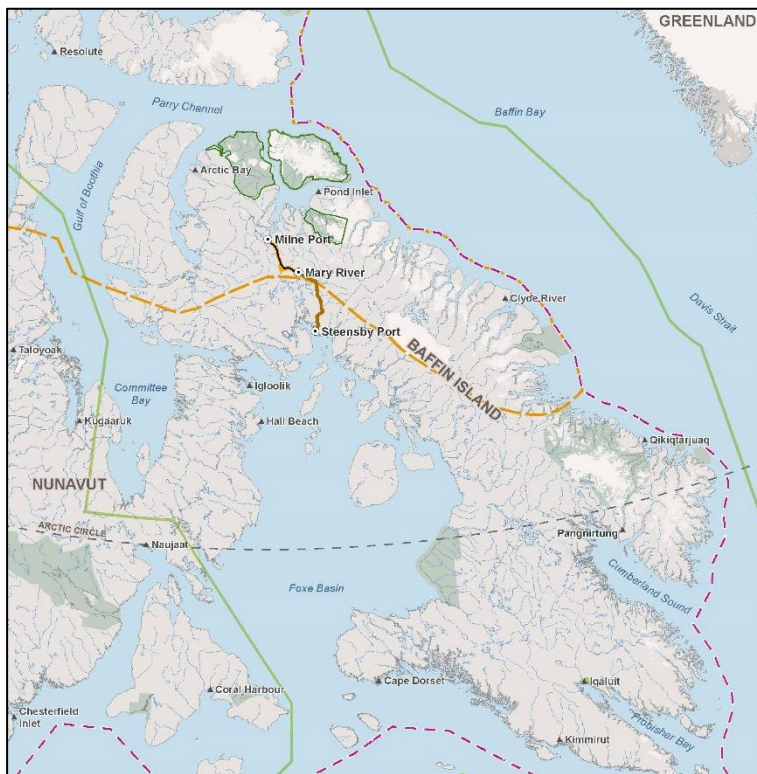 GREENLAND
Resolute
Parry Channel
Baffin Bay
Arctic Bay
Pond Inlet
Gulf of Boothia
Milne Port
Mary River
Clyde River
Davis Strait
Steensby Port
Taloyoak
BAFFIN ISLAND
Committee
Bay
Igloolik
Kugaaruk
Hall Beach
Qikiqtarjuaq
NUNAVUT
ARCTIC CIRCLE
Naujaat
Pangnirtung
Foxe Basin
Cumberland Sound
Coral Harbour
Cape Dorset
Iqaluit
Chesterfield
Inlet
Frobisher Bay
Kimmirut